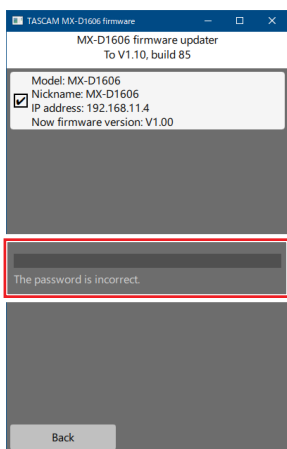 TASCAM MX-D1606 firmware
MX-D1606 firmware updater
To V1.10, build 85
Model: MX-D1606
Nickname: MX-D1606
IP address: 192.168.11.4
Now firmware version: V1.00
The password is incorrect.
Back